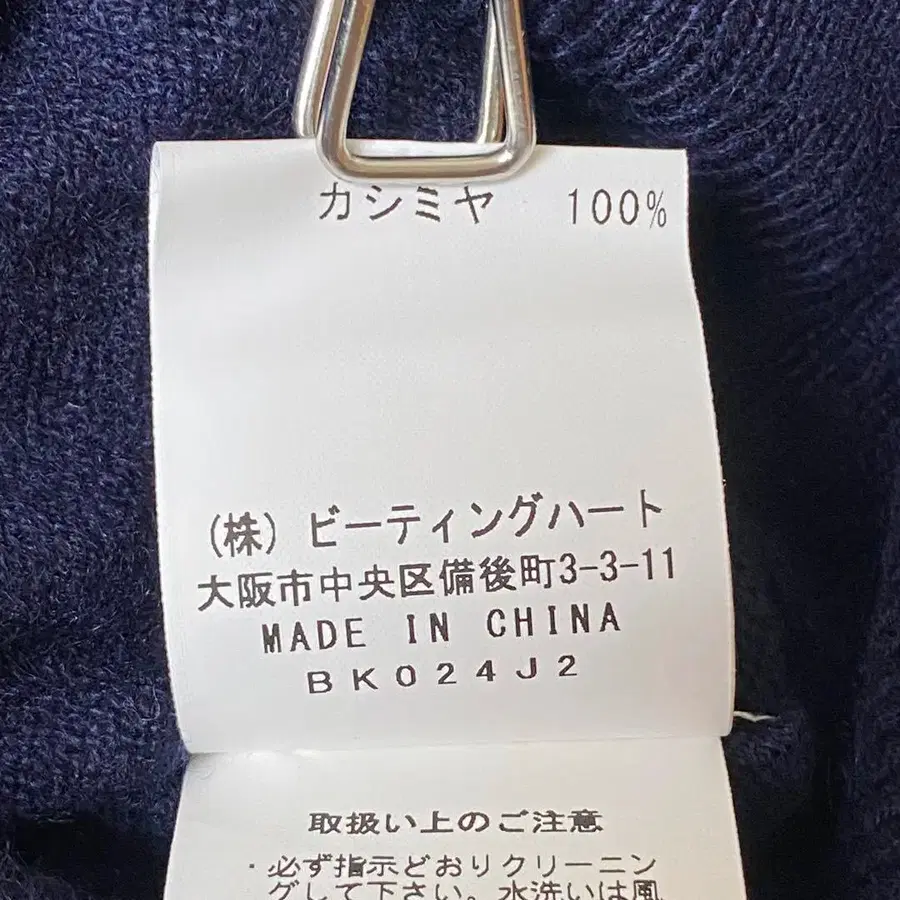 カシミヤ 100%
(株) ビーティングハート
大阪市中央区備後町3-3-11
MADE IN CHINA
BK024J2
取扱い上のご注意
・必ず指示どおりクリーニン
グして下さい。水洗いは風